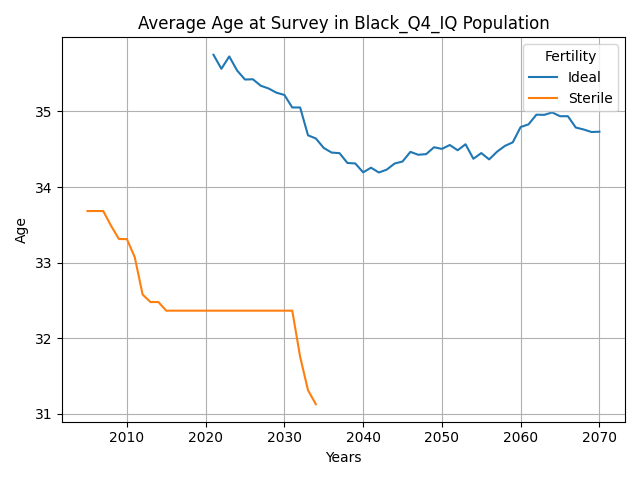 Average Age at Survey in Black_Q4_IQ Population
Fertility
Ideal
Sterile
Age
35
34
33
32
31
2010 2020 2030 2040 2050 2060 2070
Years